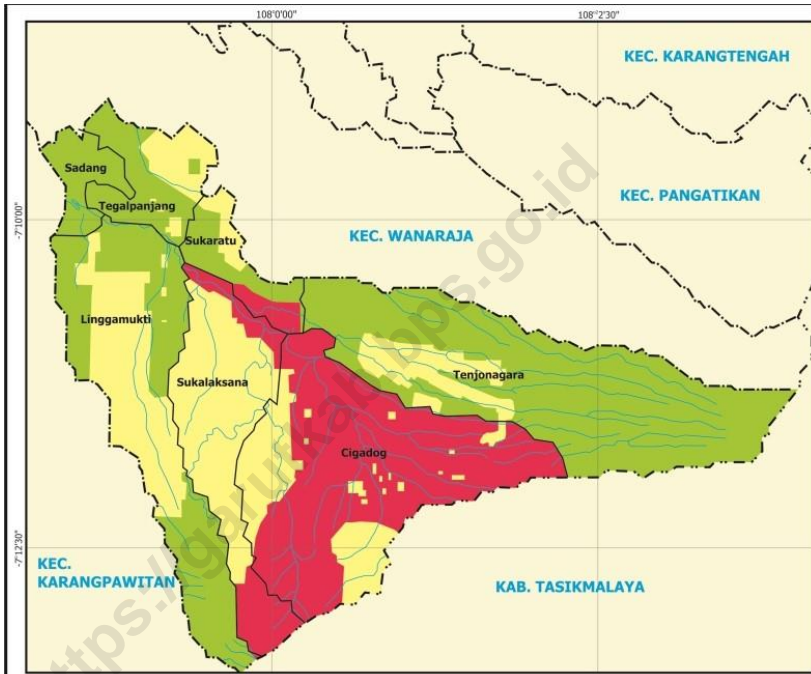 108°0'00"
108°2'30"
KEC. KARANGTENGAH
Sadang
Tegalpanjang
KEC. PANGATIKAN
-7°10'00"
Sukaratu
KEC. WANARAJA
Linggamukti
Sukalaksana
Tenjonagara
Cigadog
-7°12'30"
KEC.
KARANGPAWITAN
KAB. TASIKMALAYA
https://garutkab.bps.go.id